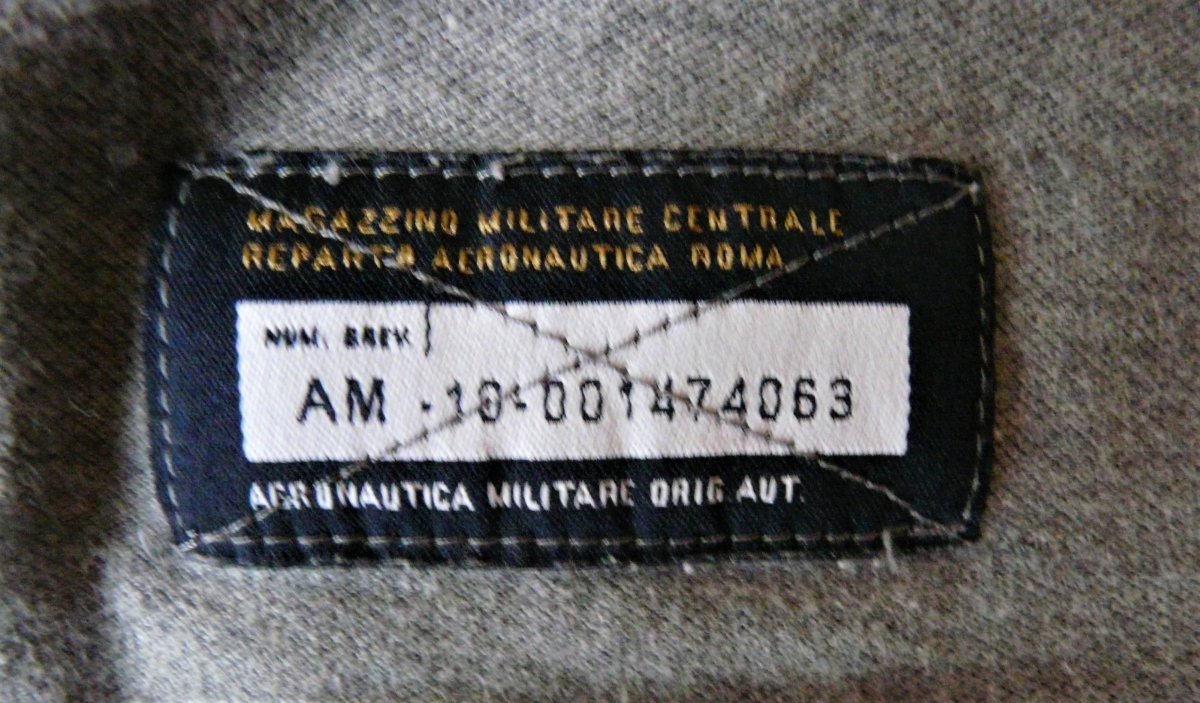 MAGAZZINO MILITARE CENTRALE
REPARTO AERONAUTICA ROMA
NUM. BREV.
AM - 10-001474063
AERONAUTICA MILITARE ORIG. AUT.